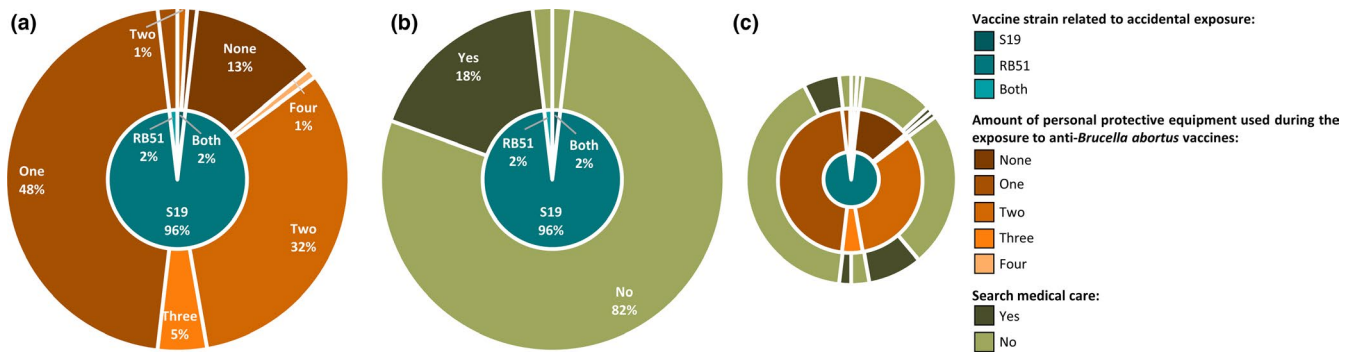 (a)
Two
1%
None
13%
Four
1%
RB51
2%
Both
2%
One
48%
S19
96%
Two
32%
Three
5%
(b)
Yes
18%
RB51
2%
Both
2%
S19
96%
No
82%
(c)
Vaccine strain related to accidental exposure:
S19
RB51
Both
Amount of personal protective equipment used during the
exposure to anti-Brucella abortus vaccines:
None
One
Two
Three
Four
Search medical care:
Yes
No